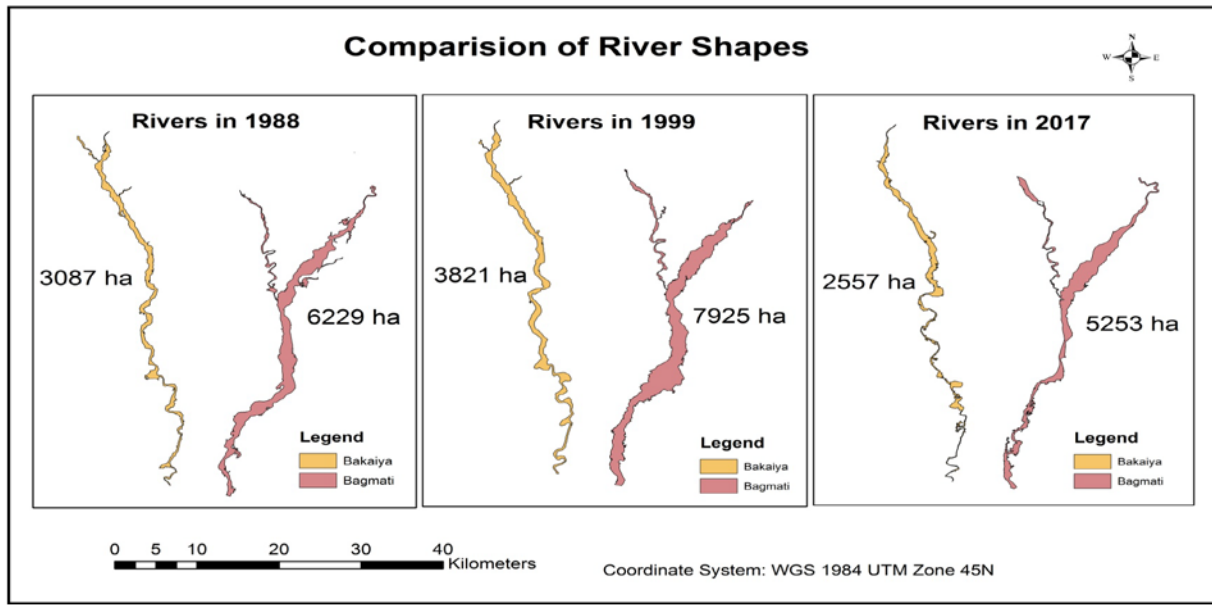 Comparision of River Shapes
N
W E
S
Rivers in 1988
3087 ha
6229 ha
Legend
Bakaiya
Bagmati
Rivers in 1999
3821 ha
7925 ha
Legend
Bakaiya
Bagmati
Rivers in 2017
2557 ha
5253 ha
Legend
Bakaiya
Bagmati
0 5 10 20 30 40
Kilometers
Coordinate System: WGS 1984 UTM Zone 45N